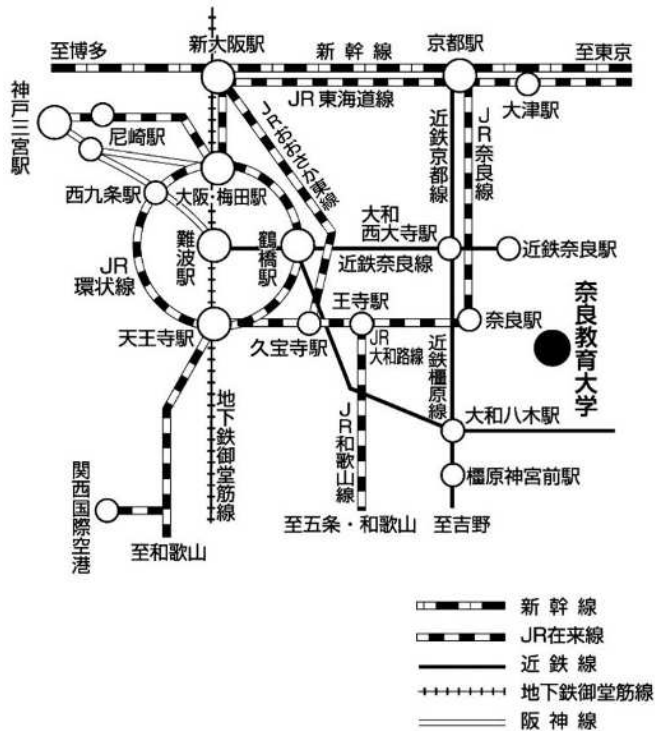 至博多
新大阪駅
新幹線
京都駅
至東京
神戸三宮駅
尼崎駅
JR東海道線
大津駅
JRおおさか東線
近鉄京都線
JR奈良線
西九条駅
大阪・梅田駅
大和
西大寺駅
近鉄奈良駅
JR
環状線
難波駅
鶴橋駅
近鉄奈良線
天王寺駅
久宝寺駅
王寺駅
JR
大和路線
奈良駅
奈良教育大学
近鉄橿原線
地下鉄御堂筋線
JR和歌山線
大和八木駅
橿原神宮前駅
関西国際空港
至和歌山
至五条・和歌山
至吉野
新幹線
JR在来線
近鉄線
地下鉄御堂筋線
阪神線